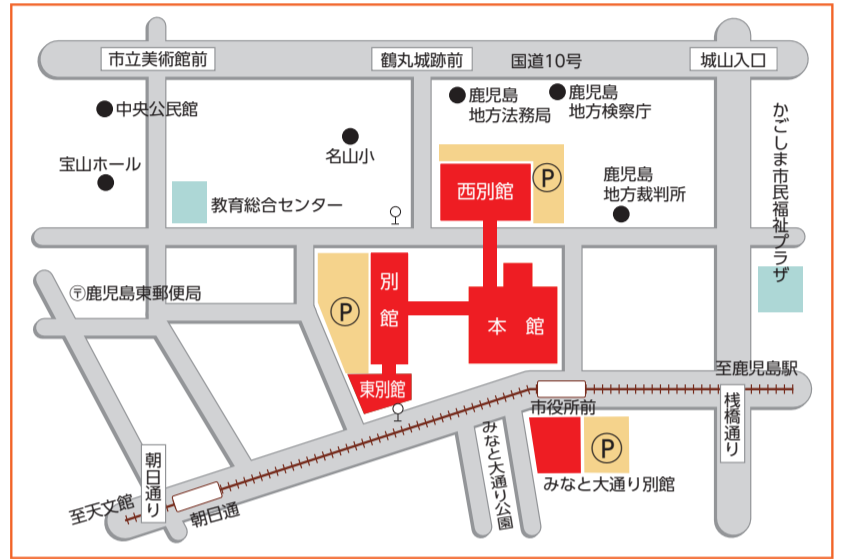 市立美術館前
鶴丸城跡前
国道10号
城山入口
中央公民館
鹿児島
地方法務局
鹿児島
地方検察庁
かごしま市民福祉プラザ
宝山ホール
名山小
西別館
P
鹿児島
地方裁判所
教育総合センター
〒鹿児島東郵便局
別館
P
本館
東別館
至鹿児島駅
市役所前
桟橋通り
みなと大通り公園
P
みなと大通り別館
朝日通り
至天文館
朝日通